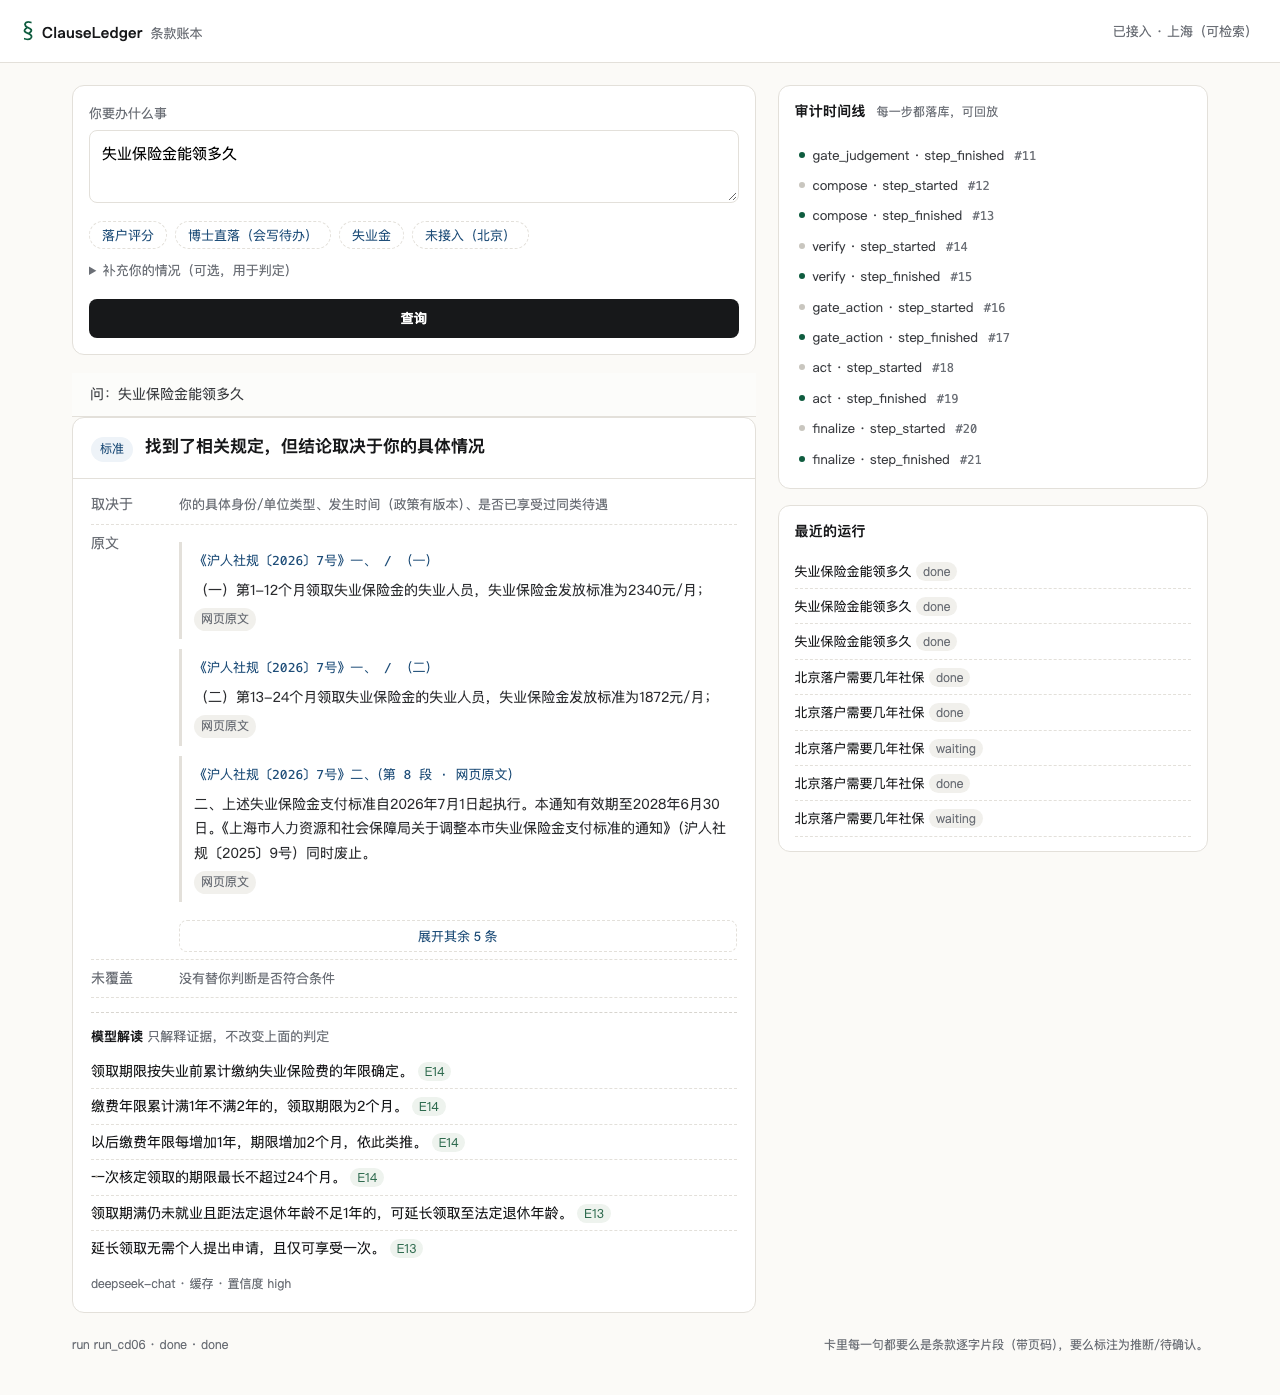 § ClauseLedger 条款账本
已接入 · 上海（可检索）
你要办什么事
失业保险金能领多久
落户评分
博士直落（会写待办）
失业金
未接入（北京）
▶ 补充你的情况（可选，用于判定）
查询
问：失业保险金能领多久
标准 找到了相关规定，但结论取决于你的具体情况
取决于 你的具体身份/单位类型、发生时间（政策有版本）、是否已享受过同类待遇
原文
《沪人社规〔2026〕7号》一、 / （一）
（一）第1–12个月领取失业保险金的失业人员，失业保险金发放标准为2340元/月；
网页原文
《沪人社规〔2026〕7号》一、 / （二）
（二）第13–24个月领取失业保险金的失业人员，失业保险金发放标准为1872元/月；
网页原文
《沪人社规〔2026〕7号》二、（第 8 段 · 网页原文）
二、上述失业保险金支付标准自2026年7月1日起执行。本通知有效期至2028年6月30
日。《上海市人力资源和社会保障局关于调整本市失业保险金支付标准的通知》（沪人社
规〔2025〕9号）同时废止。
网页原文
展开其余 5 条
未覆盖 没有替你判断是否符合条件
模型解读 只解释证据，不改变上面的判定
领取期限按失业前累计缴纳失业保险费的年限确定。 E14
缴费年限累计满1年不满2年的，领取期限为2个月。 E14
以后缴费年限每增加1年，期限增加2个月，依此类推。 E14
一次核定领取的期限最长不超过24个月。 E14
领取期满仍未就业且距法定退休年龄不足1年的，可延长领取至法定退休年龄。 E13
延长领取无需个人提出申请，且仅可享受一次。 E13
deepseek-chat · 缓存 · 置信度 high
审计时间线 每一步都落库，可回放
gate_judgement · step_finished #11
compose · step_started #12
compose · step_finished #13
verify · step_started #14
verify · step_finished #15
gate_action · step_started #16
gate_action · step_finished #17
act · step_started #18
act · step_finished #19
finalize · step_started #20
finalize · step_finished #21
最近的运行
失业保险金能领多久 done
失业保险金能领多久 done
失业保险金能领多久 done
北京落户需要几年社保 done
北京落户需要几年社保 done
北京落户需要几年社保 waiting
北京落户需要几年社保 done
北京落户需要几年社保 waiting
run run_cd06 · done · done
卡里每一句都要么是条款逐字片段（带页码），要么标注为推断/待确认。